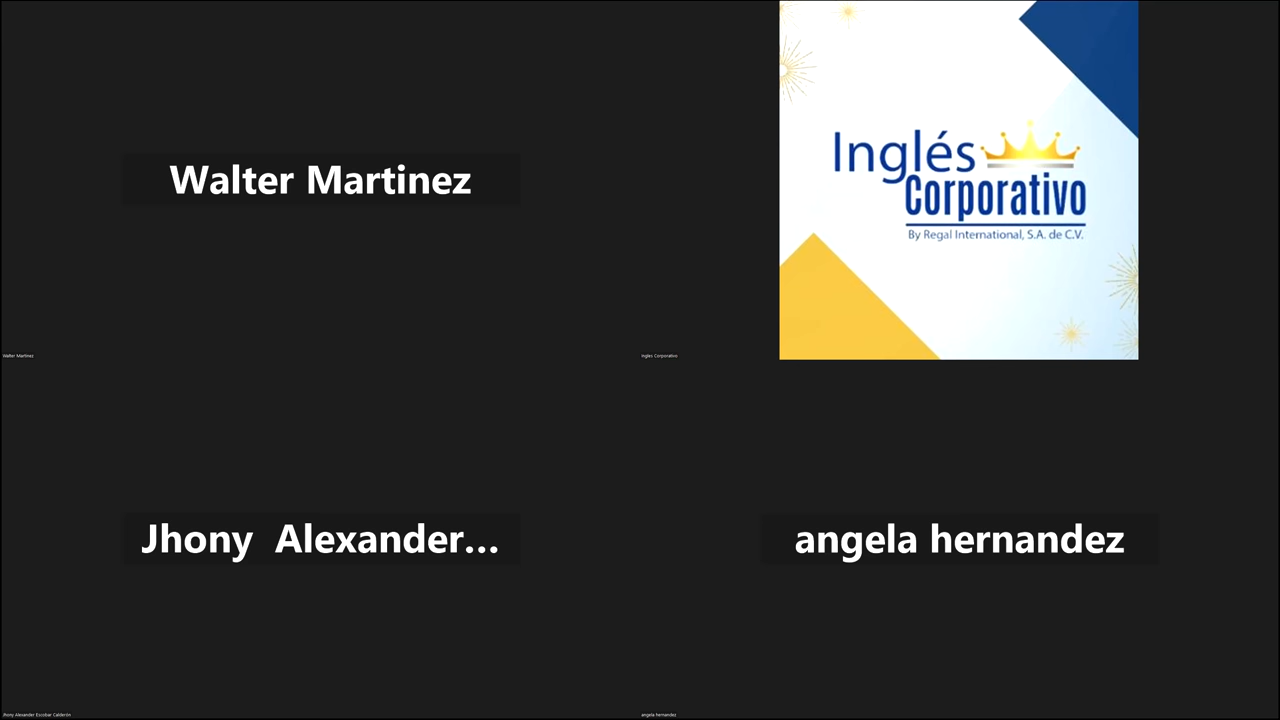 Walter Martinez
Walter Martinez
Inglés
Corporativo
By Regal International, S.A. de C.V.
Ingles Corporativo
Jhony  Alexander...
Jhony Alexander Escobar Calderón
angela hernandez
angela hernandez